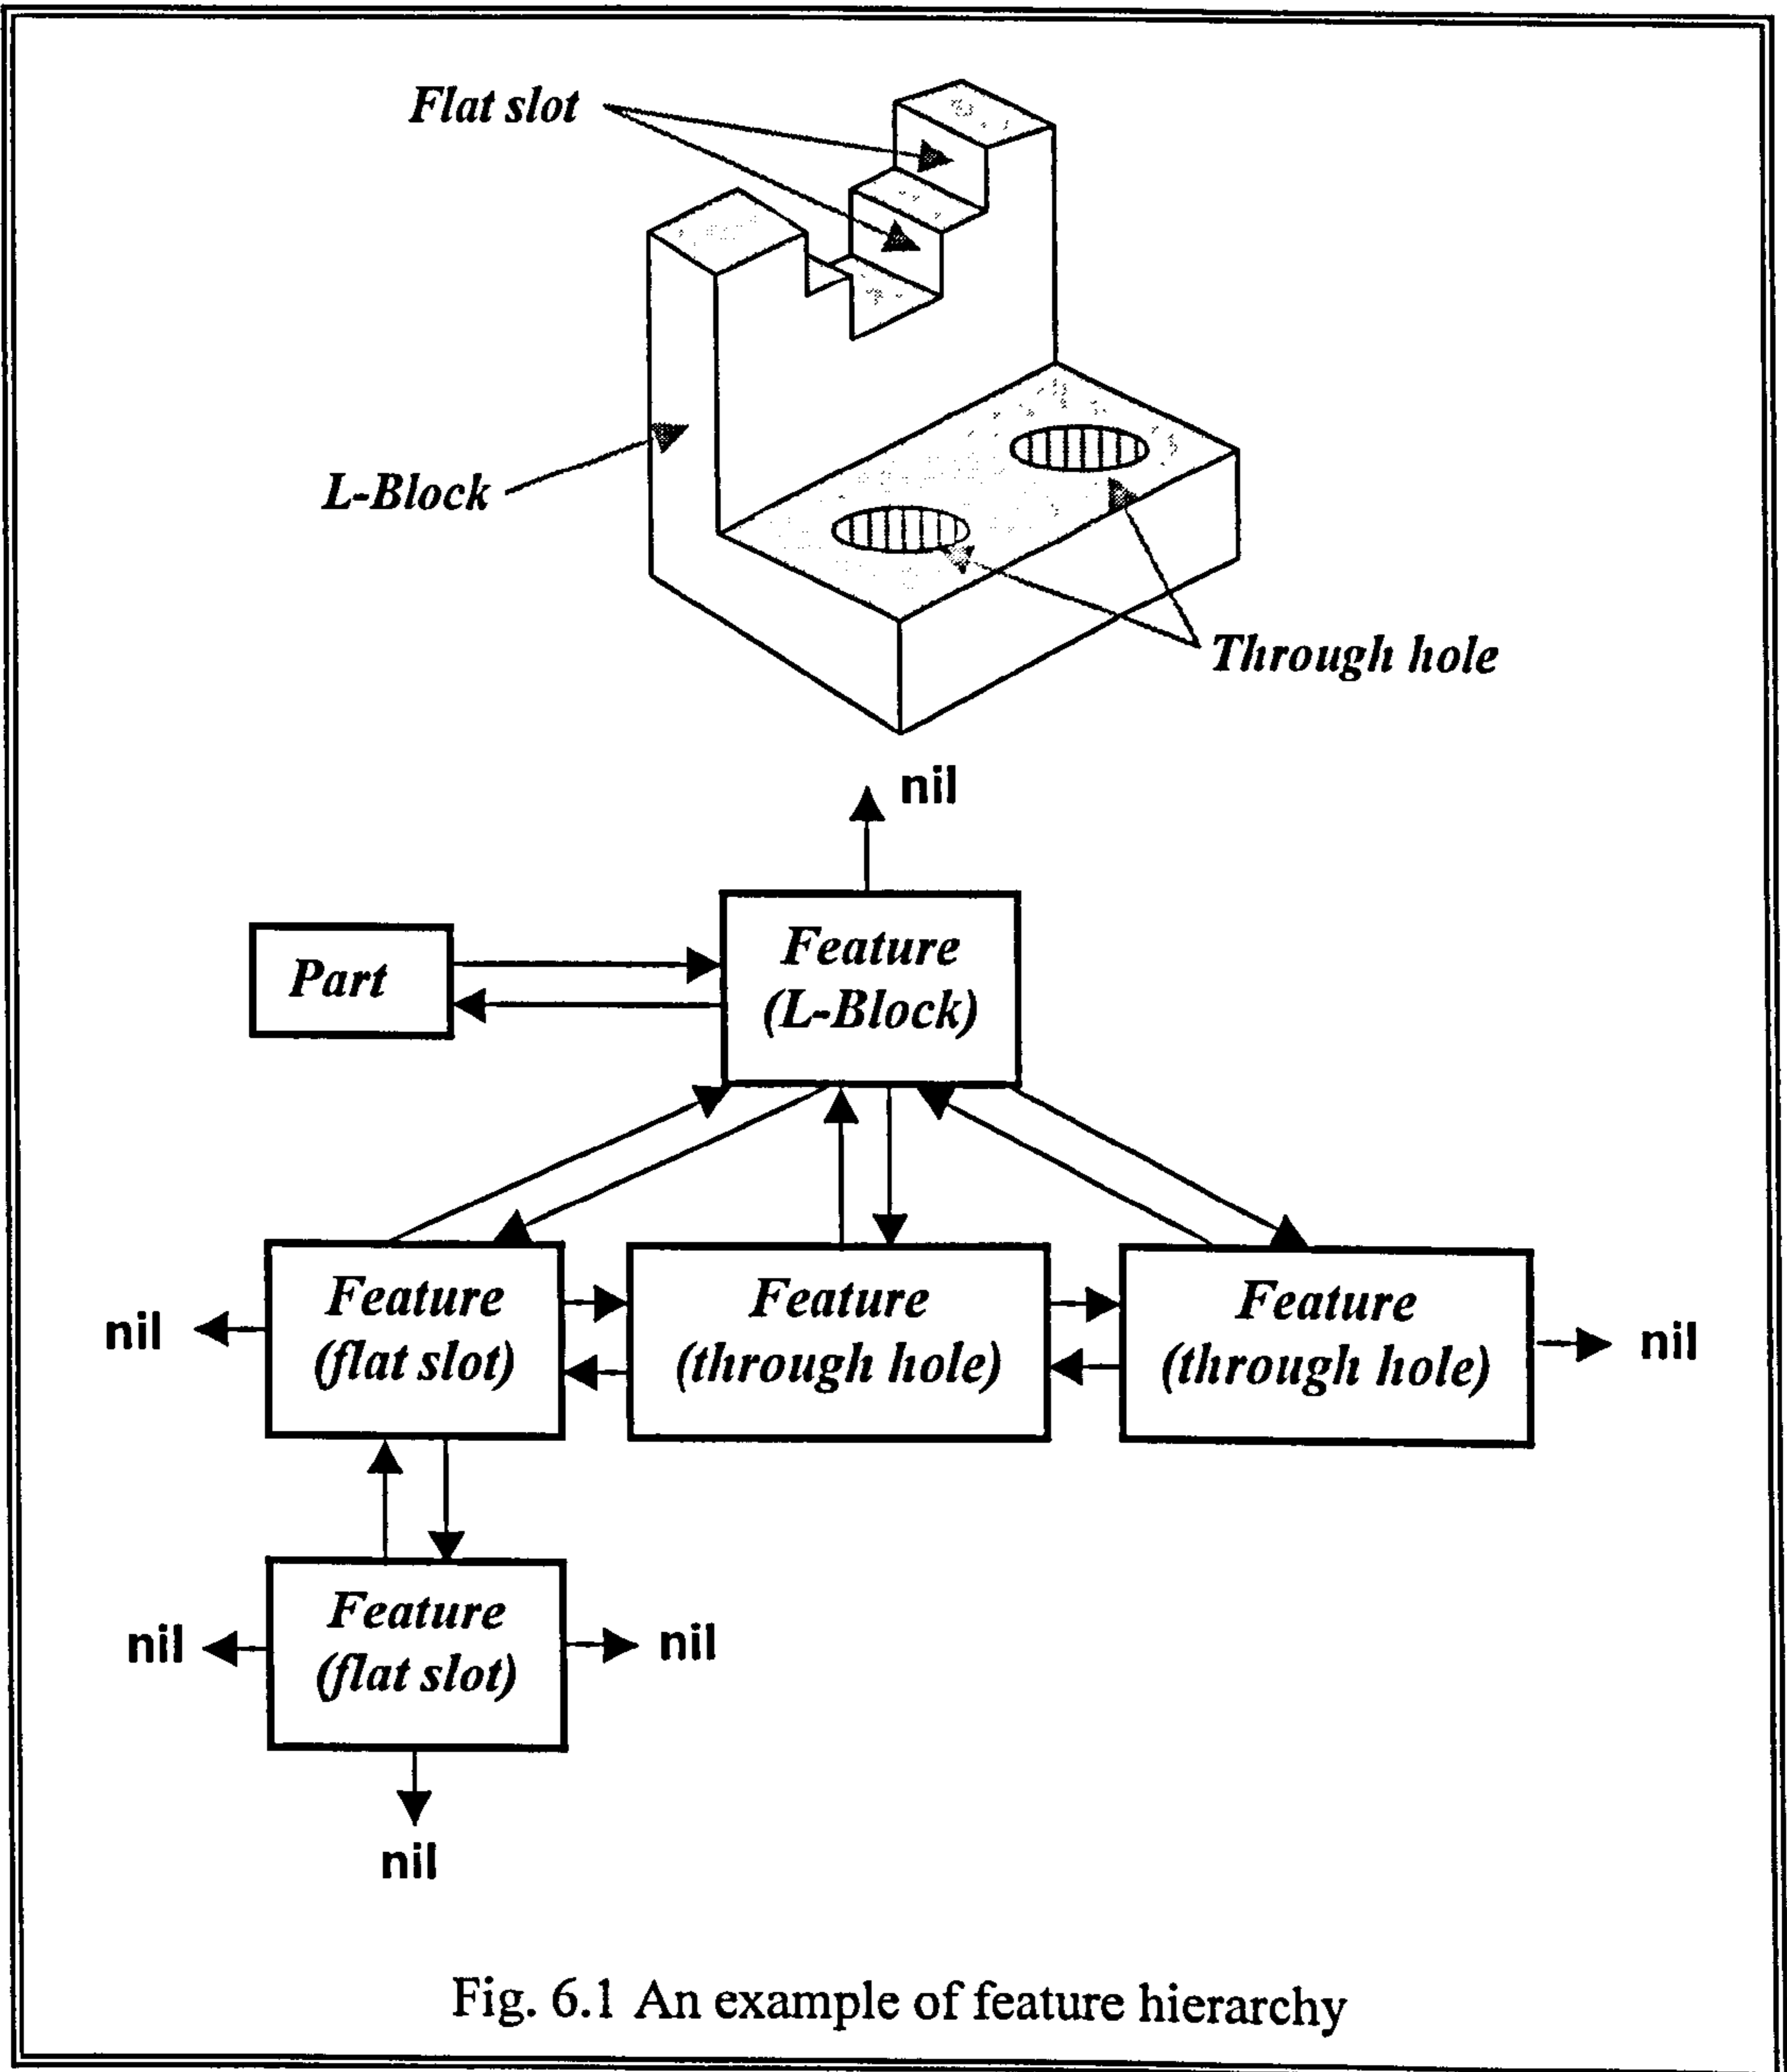 Flat slot
L-Block
Through hole
nil
Part
Feature
(L-Block)
nil
Feature
(flat slot)
Feature
(through hole)
Feature
(through hole)
nil
nil
Feature
(flat slot)
nil
nil
Fig. 6.1 An example of feature hierarchy